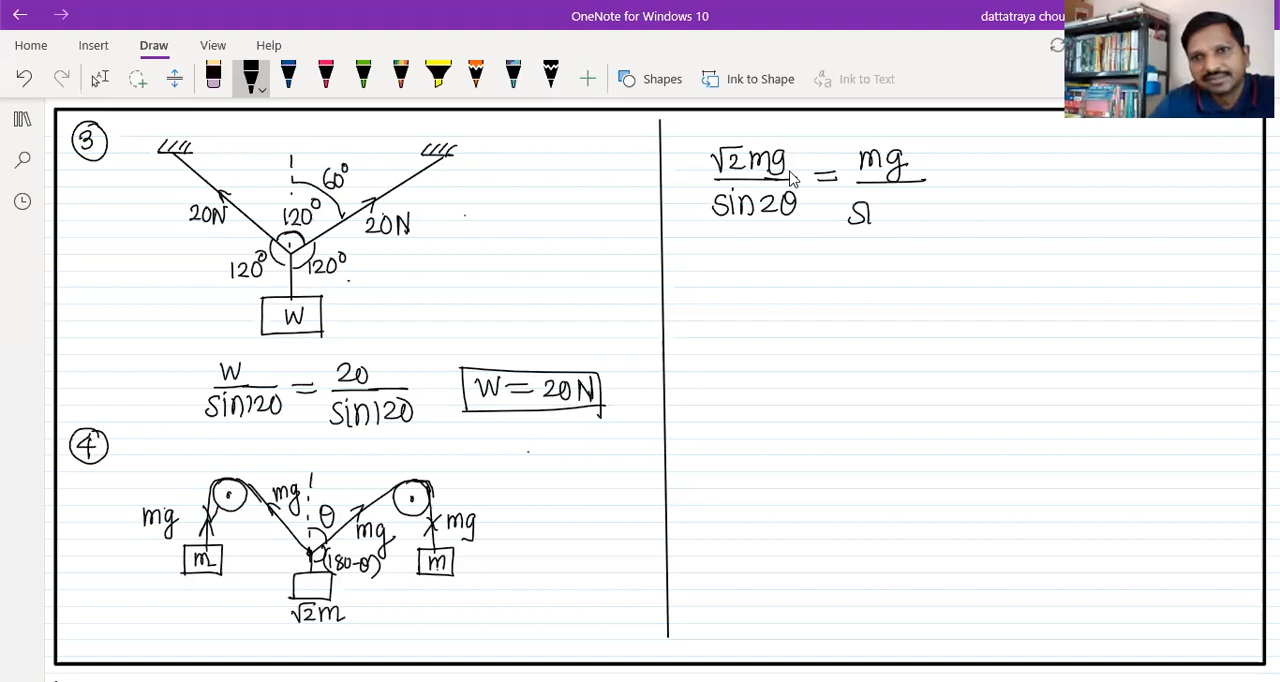 OneNote for Windows 10
dattatraya chou
Home Insert Draw View Help
Shapes Ink to Shape Ink to Text
3
60°
20N 120° 20N
120° 120°
W
W/sin120 = 20/sin120 W = 20N
4
mg mg θ mg mg
m (180-θ) m
√2m
√2mg/sin2θ = mg/si